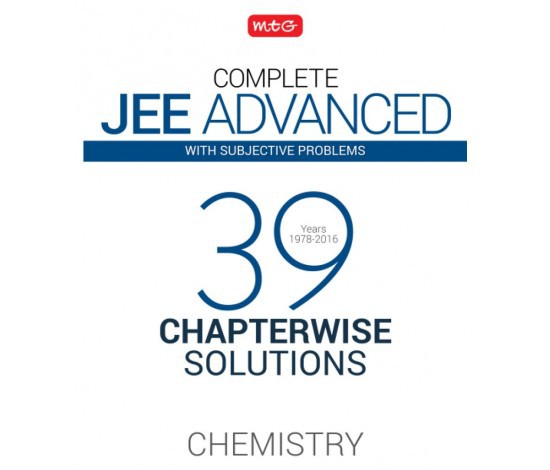 mtG
COMPLETE
JEE ADVANCED
WITH SUBJECTIVE PROBLEMS
39
Years
1978-2016
CHAPTERWISE
SOLUTIONS
CHEMISTRY